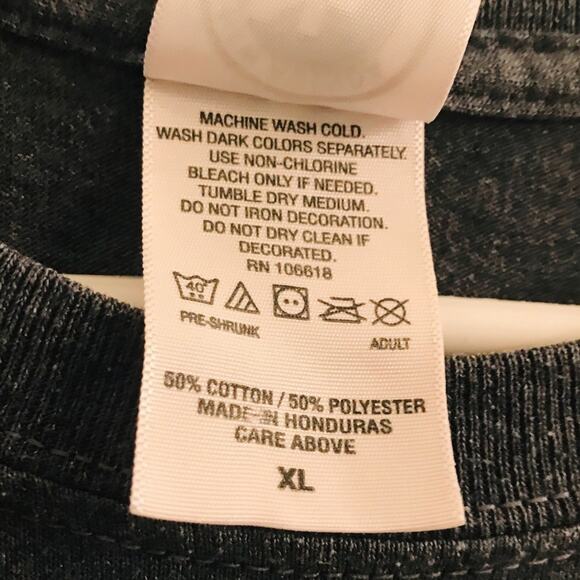 MACHINE WASH COLD.
WASH DARK COLORS SEPARATELY.
USE NON-CHLORINE
BLEACH ONLY IF NEEDED.
TUMBLE DRY MEDIUM.
DO NOT IRON DECORATION.
DO NOT DRY CLEAN IF
DECORATED.
RN 106618
40°
PRE-SHRUNK
ADULT
50% COTTON / 50% POLYESTER
MADE IN HONDURAS
CARE ABOVE
XL